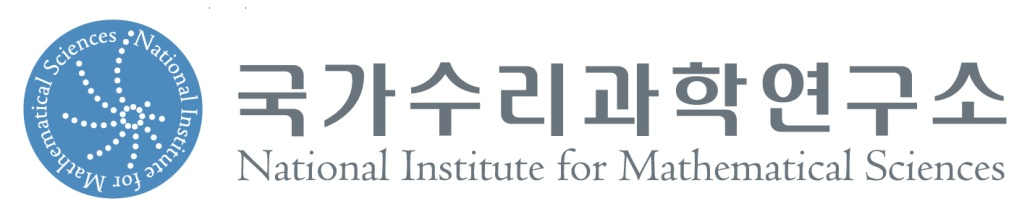 National Institute for Mathematical Sciences
국가수리과학연구소
National Institute for Mathematical Sciences